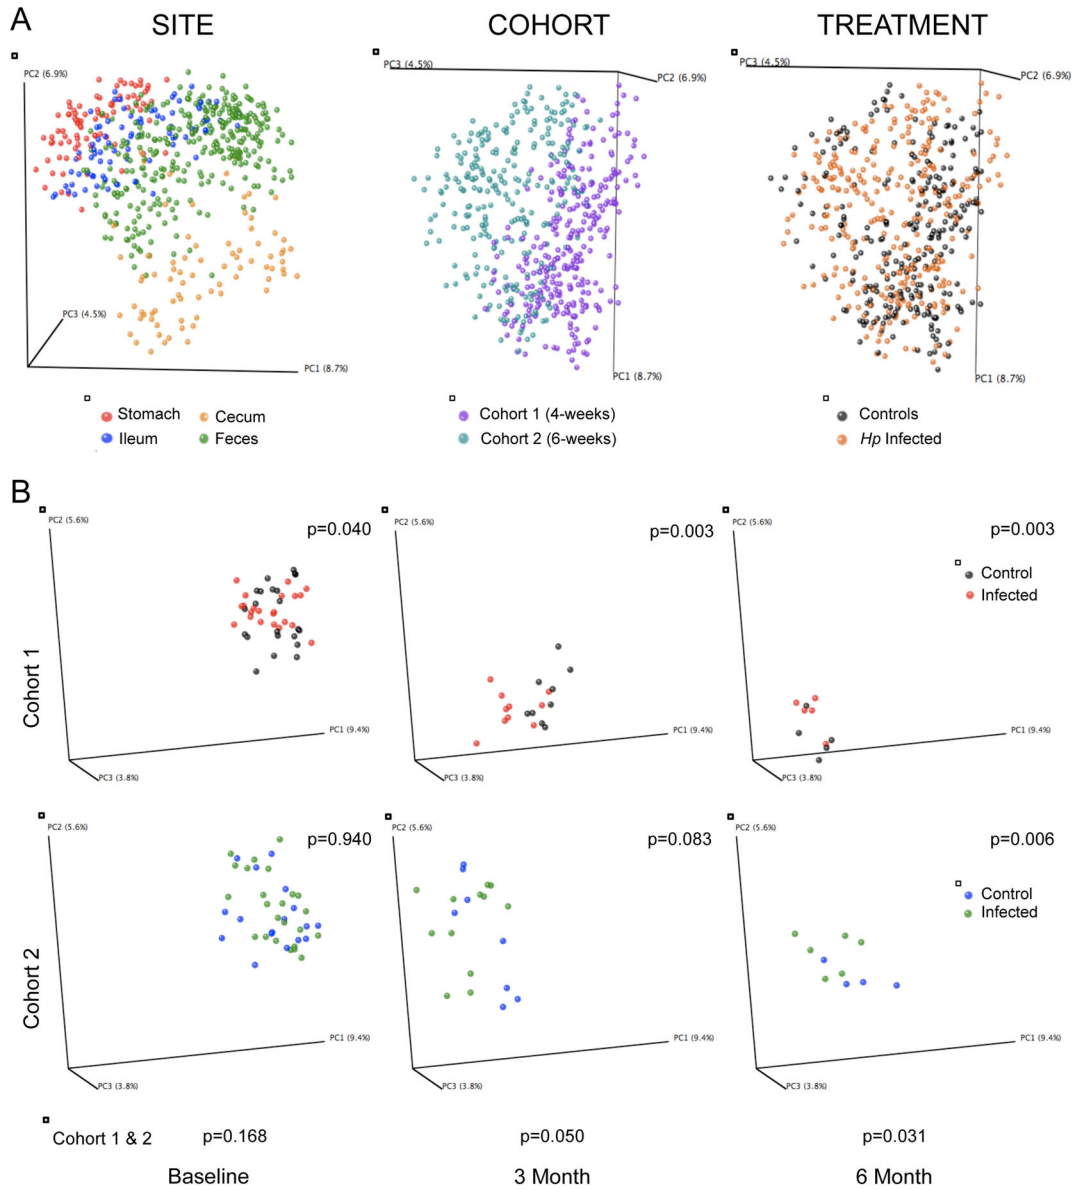 A
SITE
COHORT
TREATMENT
PC2 (6.9%)
PC3 (4.5%)
PC1 (8.7%)
PC3 (4.5%)
PC2 (6.9%)
PC1 (8.7%)
PC3 (4.5%)
PC2 (6.9%)
PC1 (8.7%)
Stomach
Cecum
Ileum
Feces
Cohort 1 (4-weeks)
Cohort 2 (6-weeks)
Controls
Hp Infected
B
Cohort 1
PC2 (5.6%)
p=0.040
PC1 (9.4%)
PC3 (3.8%)
PC2 (5.6%)
p=0.003
PC1 (9.4%)
PC3 (3.8%)
PC2 (5.6%)
p=0.003
Control
Infected
PC1 (9.4%)
PC3 (3.8%)
Cohort 2
PC2 (5.6%)
p=0.940
PC1 (9.4%)
PC3 (3.8%)
PC2 (5.6%)
p=0.083
PC1 (9.4%)
PC3 (3.8%)
PC2 (5.6%)
p=0.006
Control
Infected
PC1 (9.4%)
PC3 (3.8%)
Cohort 1 & 2 p=0.168 p=0.050 p=0.031
Baseline 3 Month 6 Month